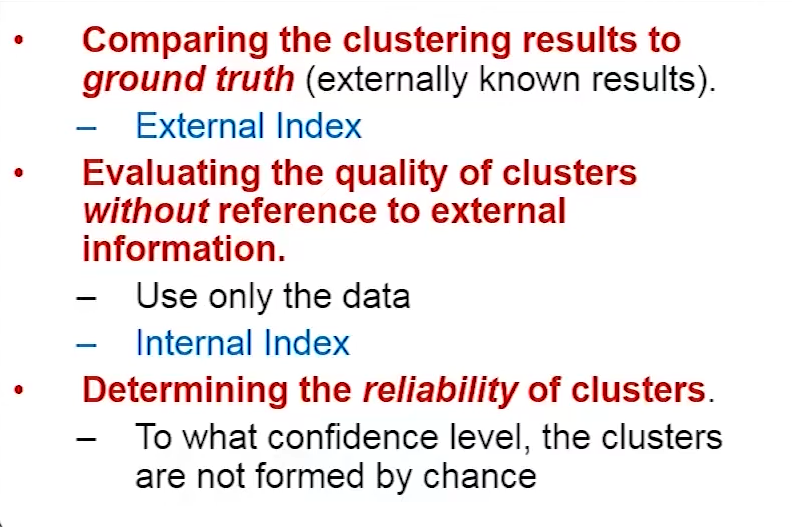 • Comparing the clustering results to
ground truth (externally known results).
– External Index
• Evaluating the quality of clusters
without reference to external
information.
– Use only the data
– Internal Index
• Determining the reliability of clusters.
– To what confidence level, the clusters
are not formed by chance